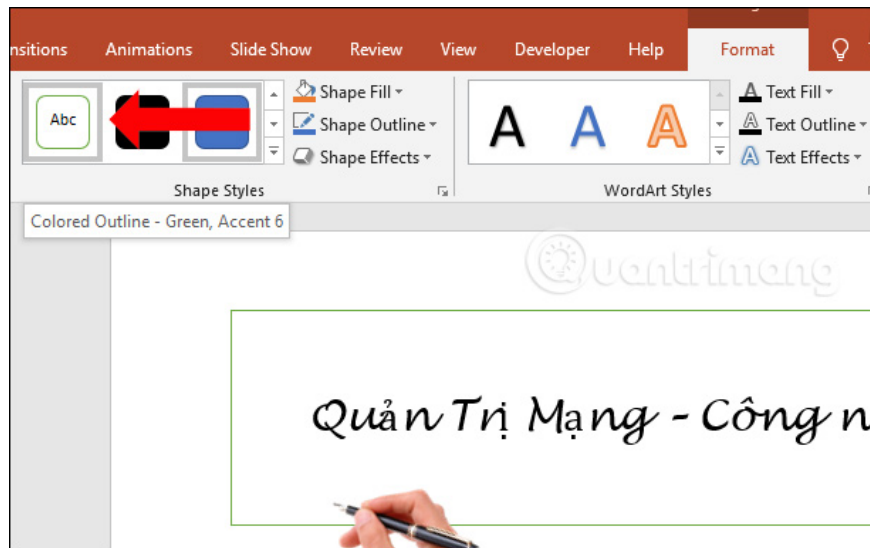 nsitions Animations Slide Show Review View Developer Help Format
Abc Shape Fill A A A Text Fill
Shape Outline Text Outline
Shape Effects Text Effects
Shape Styles WordArt Styles
Colored Outline - Green, Accent 6
Quantrimang
Quản Trị Mạng - Công n